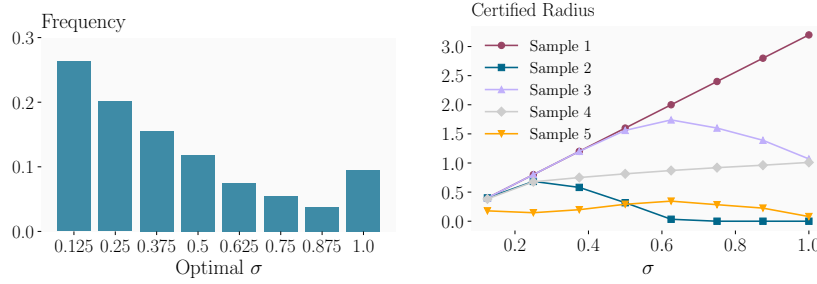 Frequency
0.3
0.2
0.1
0.0
0.125 0.25 0.375 0.5 0.625 0.75 0.875 1.0
Optimal σ
Certified Radius
3.0
2.5
2.0
1.5
1.0
0.5
0.0
Sample 1
Sample 2
Sample 3
Sample 4
Sample 5
0.2 0.4 0.6 0.8 1.0
σ